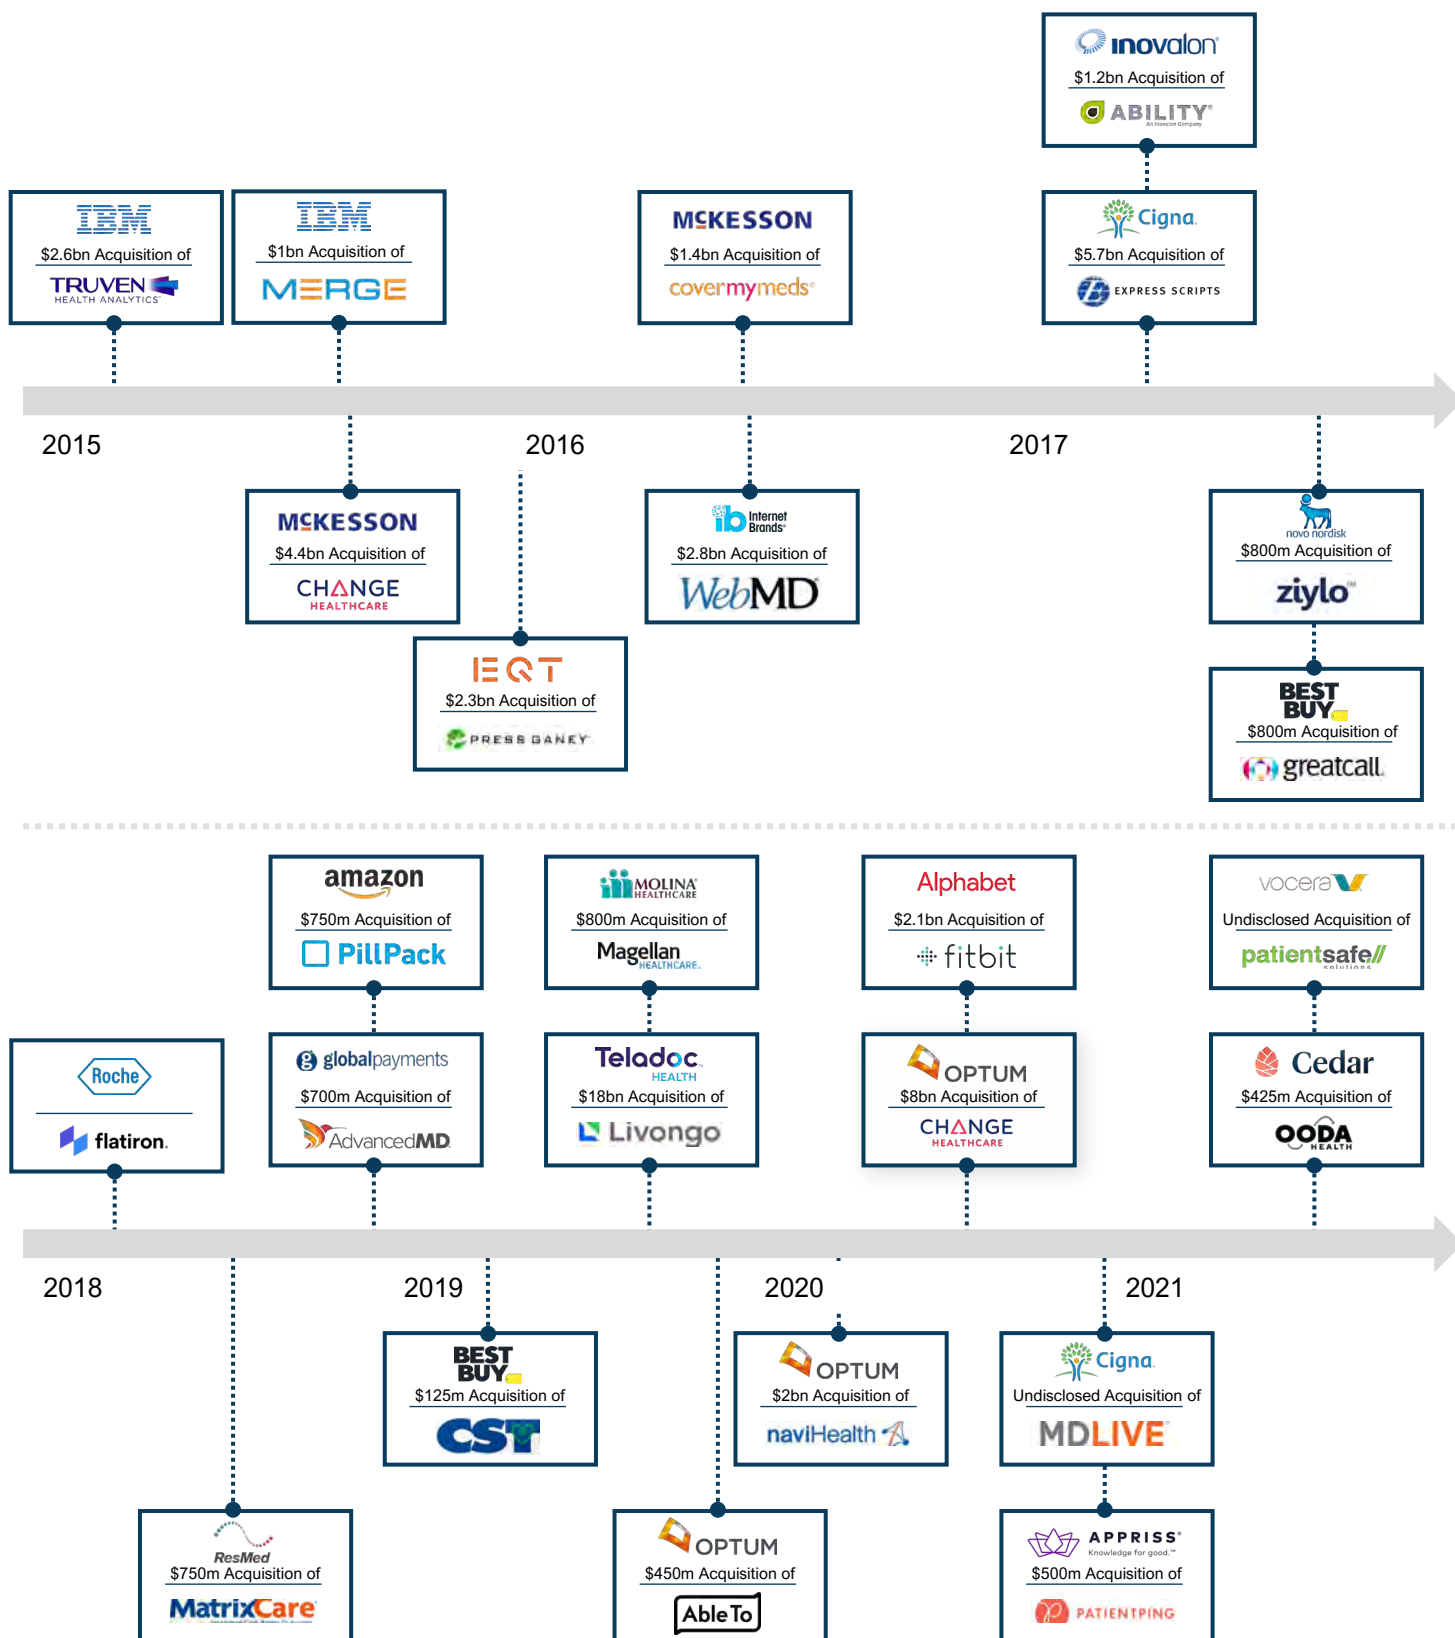 inovalon®
$1.2bn Acquisition of
ABILITY®
An Inovalon Company
IBM
$2.6bn Acquisition of
TRUVEN
HEALTH ANALYTICS™
IBM
$1bn Acquisition of
MERGE
MCKESSON
$1.4bn Acquisition of
covermymeds®
Cigna.
$5.7bn Acquisition of
EXPRESS SCRIPTS
2015
2016
2017
MCKESSON
$4.4bn Acquisition of
CHANGE
HEALTHCARE
EQT
$2.3bn Acquisition of
PRESS GANEY
ib Internet
Brands®
$2.8bn Acquisition of
WebMD
novo nordisk
$800m Acquisition of
ziylo™
BEST
BUY
$800m Acquisition of
greatcall.
amazon
$750m Acquisition of
PillPack
MOLINA®
HEALTHCARE
$800m Acquisition of
Magellan
HEALTHCARE.
Alphabet
$2.1bn Acquisition of
fitbit
vocera
Undisclosed Acquisition of
patientsafe//
solutions
Roche
flatiron.
globalpayments
$700m Acquisition of
AdvancedMD
Teladoc
HEALTH
$18bn Acquisition of
Livongo
OPTUM
$8bn Acquisition of
CHANGE
HEALTHCARE
Cedar
$425m Acquisition of
OODA
HEALTH
2018
2019
2020
2021
BEST
BUY
$125m Acquisition of
CST
OPTUM
$2bn Acquisition of
naviHealth
Cigna.
Undisclosed Acquisition of
MDLIVE
ResMed
$750m Acquisition of
MatrixCare
OPTUM
$450m Acquisition of
AbleTo
APPRISS®
Knowledge for good.™
$500m Acquisition of
PATIENTPING